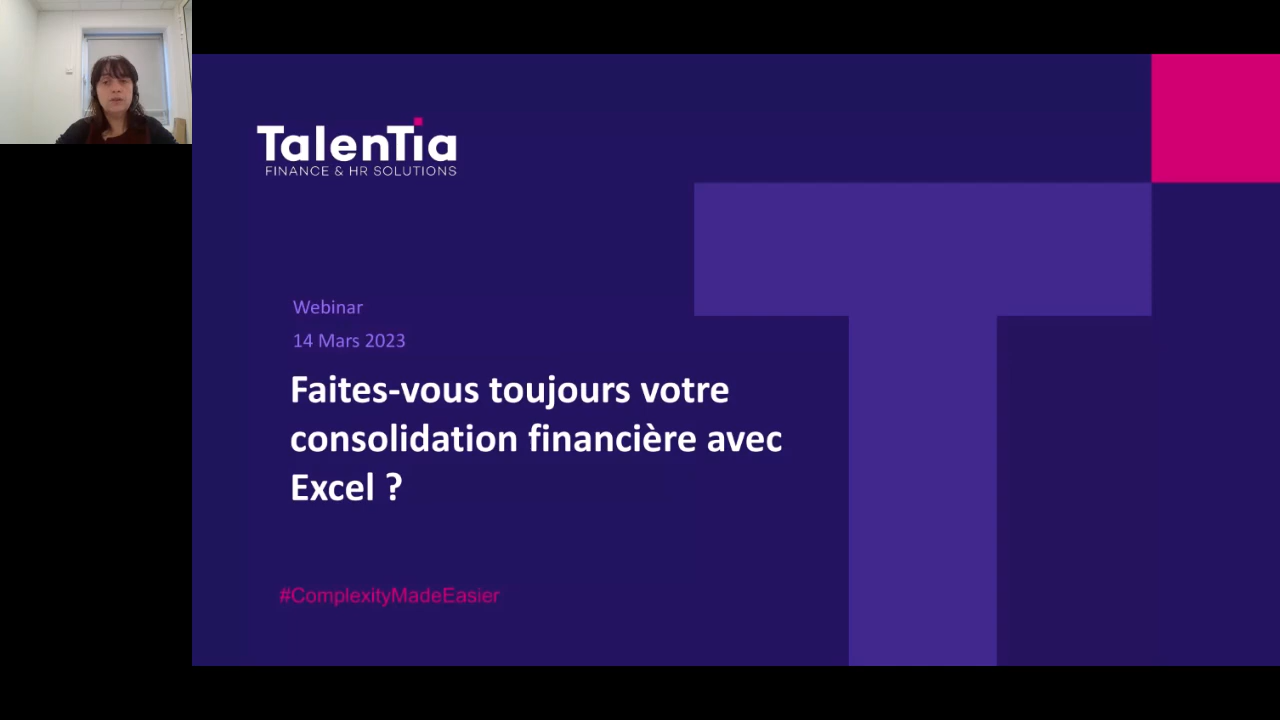 TalenTia
FINANCE & HR SOLUTIONS
Webinar
14 Mars 2023
Faites-vous toujours votre
consolidation financière avec
Excel ?
#ComplexityMadeEasier